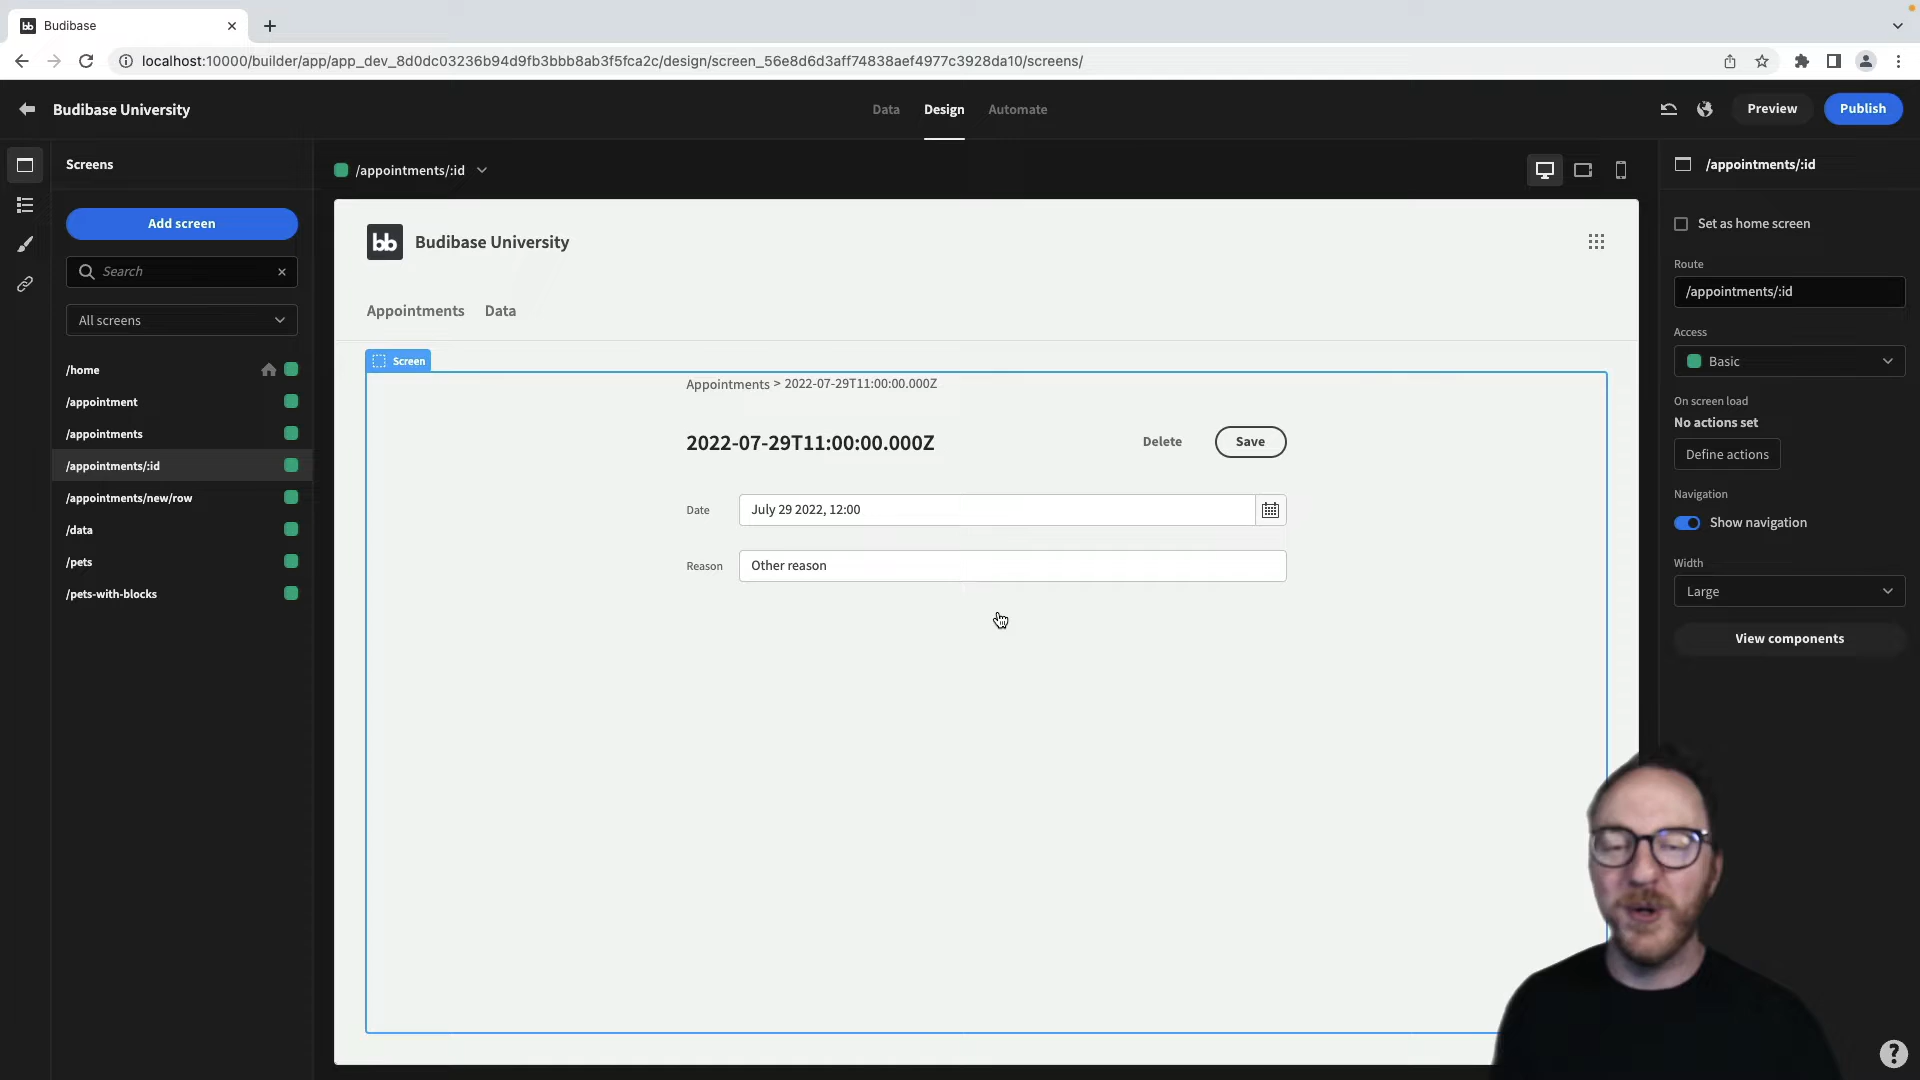 Budibase
localhost:10000/builder/app/app_dev_8d0dc03236b94d9fb3bbb8ab3f5fca2c/design/screen_56e8d6d3aff74838aef4977c3928da10/screens/
Budibase University
Data
Design
Automate
Preview
Publish
Screens
Add screen
Search
All screens
/home
/appointment
/appointments
/appointments/:id
/appointments/new/row
/data
/pets
/pets-with-blocks
/appointments/:id
bb Budibase University
Appointments Data
Screen
Appointments > 2022-07-29T11:00:00.000Z
2022-07-29T11:00:00.000Z
Delete
Save
Date
July 29 2022, 12:00
Reason
Other reason
/appointments/:id
Set as home screen
Route
/appointments/:id
Access
Basic
On screen load
No actions set
Define actions
Navigation
Show navigation
Width
Large
View components
?